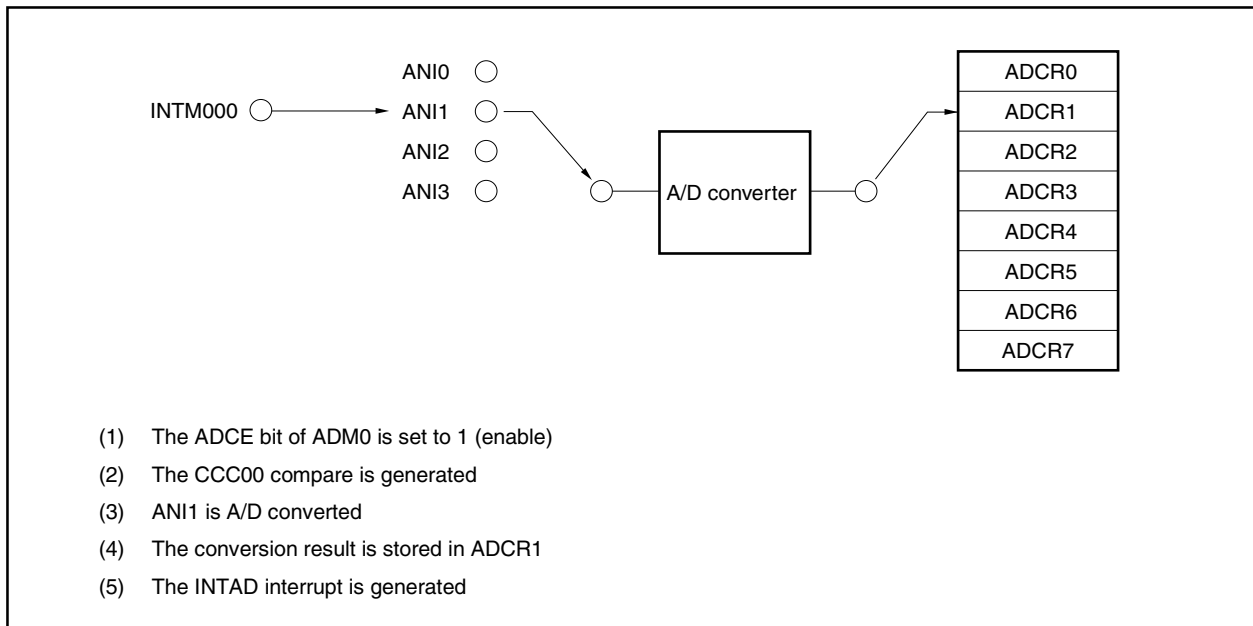 ANI0
INTM000
ANI1
ANI2
ANI3
A/D converter
ADCR0
ADCR1
ADCR2
ADCR3
ADCR4
ADCR5
ADCR6
ADCR7
(1) The ADCE bit of ADM0 is set to 1 (enable)
(2) The CCC00 compare is generated
(3) ANI1 is A/D converted
(4) The conversion result is stored in ADCR1
(5) The INTAD interrupt is generated